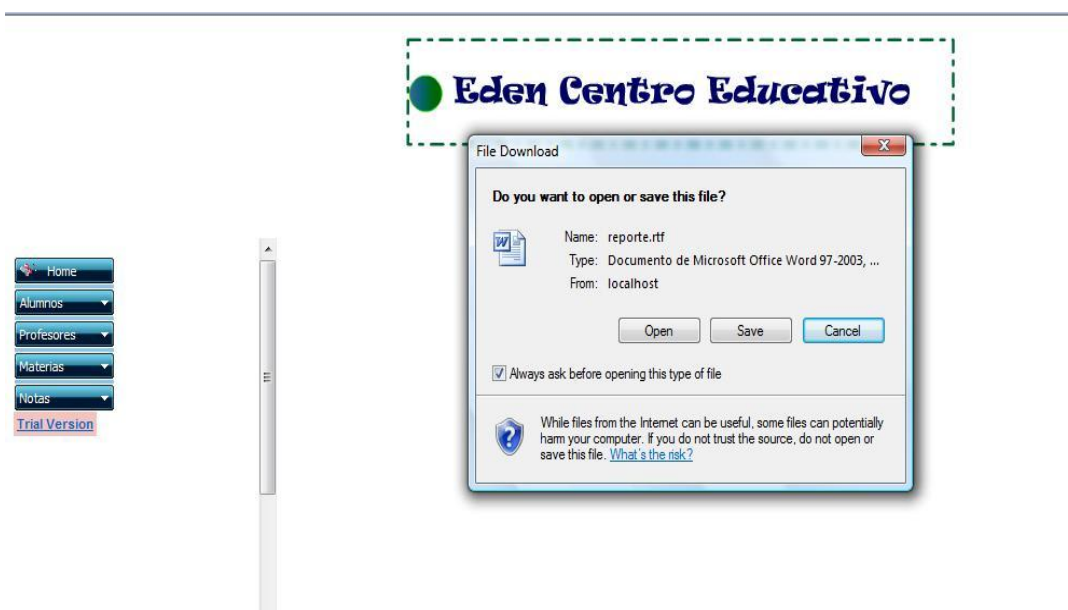 Eden Centro Educativo
File Download
X
Do you want to open or save this file?
Name: reporte.rtf
Type: Documento de Microsoft Office Word 97-2003, ...
From: localhost
Open Save Cancel
Always ask before opening this type of file
While files from the Internet can be useful, some files can potentially
harm your computer. If you do not trust the source, do not open or
save this file. What's the risk?
Home
Alumnos
Profesores
Materias
Notas
Trial Version